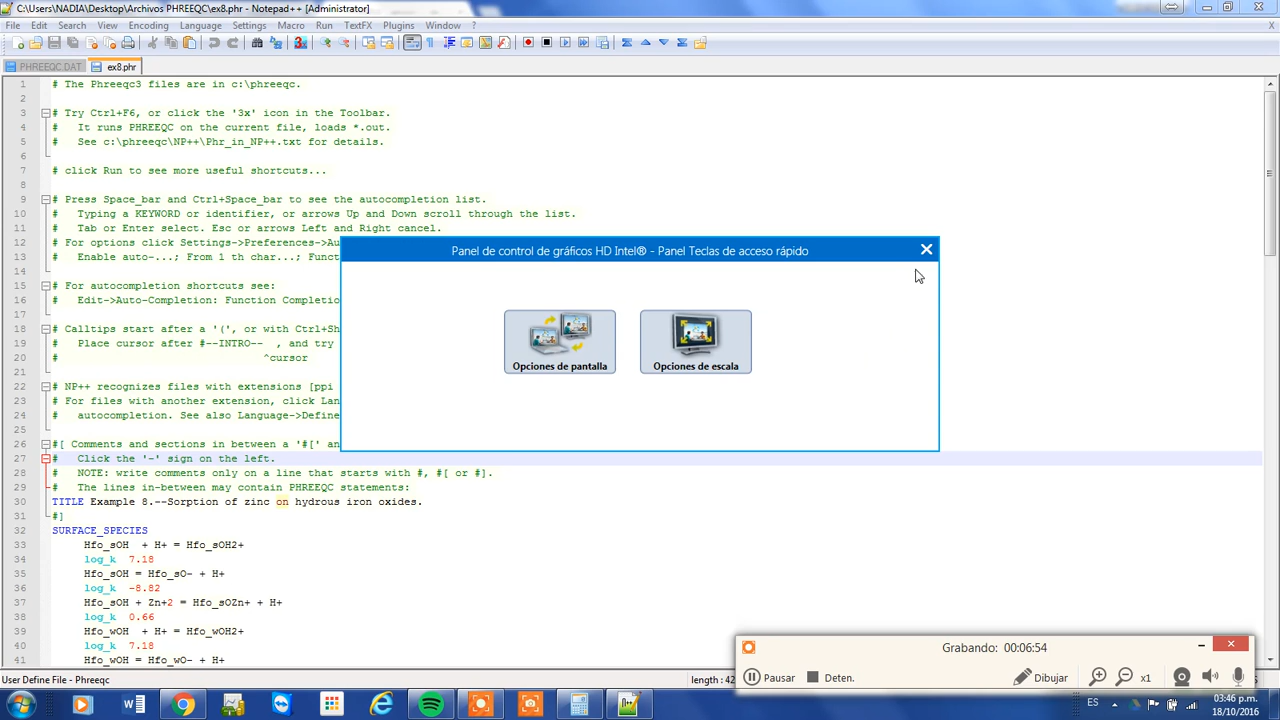 C:\Users\NADIA\Desktop\Archivos PHREEQC\ex8.phr - Notepad++ [Administrator]
File Edit Search View Encoding Language Settings Macro Run TextFX Plugins Window ?
PHREEQC.DAT ex8.phr
1 # The Phreeqc3 files are in c:\phreeqc.
2
3 # Try Ctrl+F6, or click the '3x' icon in the Toolbar.
4 # It runs PHREEQC on the current file, loads *.out.
5 # See c:\phreeqc\NP++\Phr_in_NP++.txt for details.
6
7 # click Run to see more useful shortcuts...
8
9 # Press Space_bar and Ctrl+Space_bar to see the autocompletion list.
10 # Typing a KEYWORD or identifier, or arrows Up and Down scroll through the list.
11 # Tab or Enter select. Esc or arrows Left and Right cancel.
12 # For options click Settings->Preferences->Au
13 # Enable auto-...; From 1 th char...; Funct
14
15 # For autocompletion shortcuts see:
16 # Edit->Auto-Completion: Function Completio
17
18 # Calltips start after a '(', or with Ctrl+Sh
19 # Place cursor after #--INTRO-- , and try
20 # ^cursor
21
22 # NP++ recognizes files with extensions [ppi
23 # For files with another extension, click Lan
24 # autocompletion. See also Language->Define
25
26 #[ Comments and sections in between a '#[' an
27 # Click the '-' sign on the left.
28 # NOTE: write comments only on a line that starts with #, #[ or #].
29 # The lines in-between may contain PHREEQC statements:
30 TITLE Example 8.--Sorption of zinc on hydrous iron oxides.
31 #]
32 SURFACE_SPECIES
33 Hfo_sOH + H+ = Hfo_sOH2+
34 log_k 7.18
35 Hfo_sOH = Hfo_sO- + H+
36 log_k -8.82
37 Hfo_sOH + Zn+2 = Hfo_sOZn+ + H+
38 log_k 0.66
39 Hfo_wOH + H+ = Hfo_wOH2+
40 log_k 7.18
41 Hfo_wOH = Hfo_wO- + H+
Panel de control de gráficos HD Intel® - Panel Teclas de acceso rápido
Opciones de pantalla
Opciones de escala
User Define File - Phreeqc
length : 42
Grabando: 00:06:54
Pausar Deten. Dibujar x1
ES
03:46 p.m.
18/10/2016